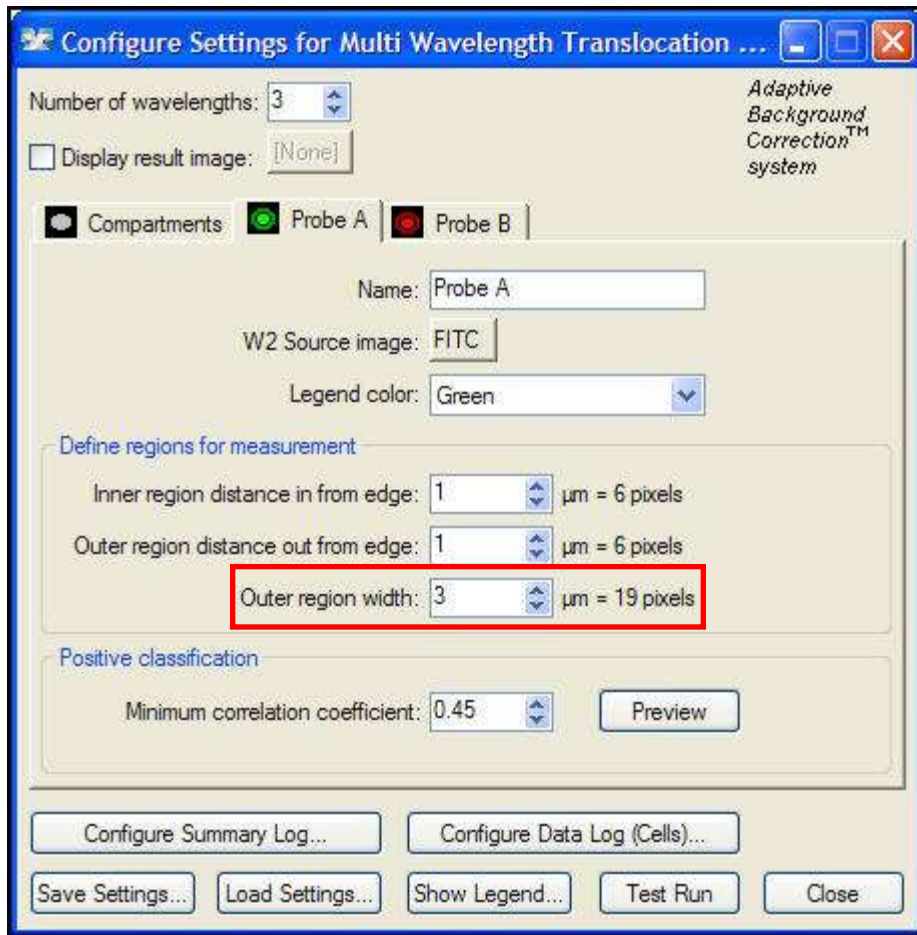 Configure Settings for Multi Wavelength Translocation ...
Number of wavelengths: 3
Display result image: [None]
Adaptive
Background
Correction™
system
Compartments Probe A Probe B
Name: Probe A
W2 Source image: FITC
Legend color: Green
Define regions for measurement
Inner region distance in from edge: 1 µm = 6 pixels
Outer region distance out from edge: 1 µm = 6 pixels
Outer region width: 3 µm = 19 pixels
Positive classification
Minimum correlation coefficient: 0.45 Preview
Configure Summary Log... Configure Data Log (Cells)...
Save Settings... Load Settings... Show Legend... Test Run Close